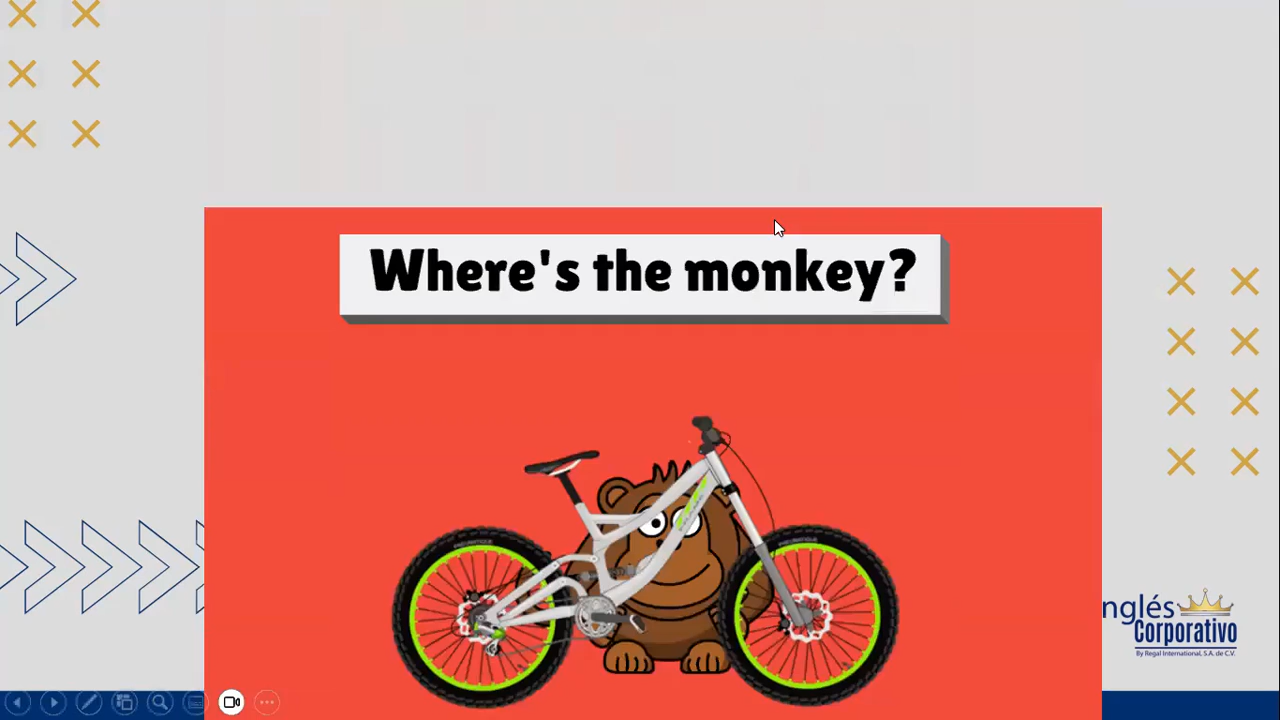 Where's the monkey?
nglés
Corporativo
By Regal International, S.A. de C.V.